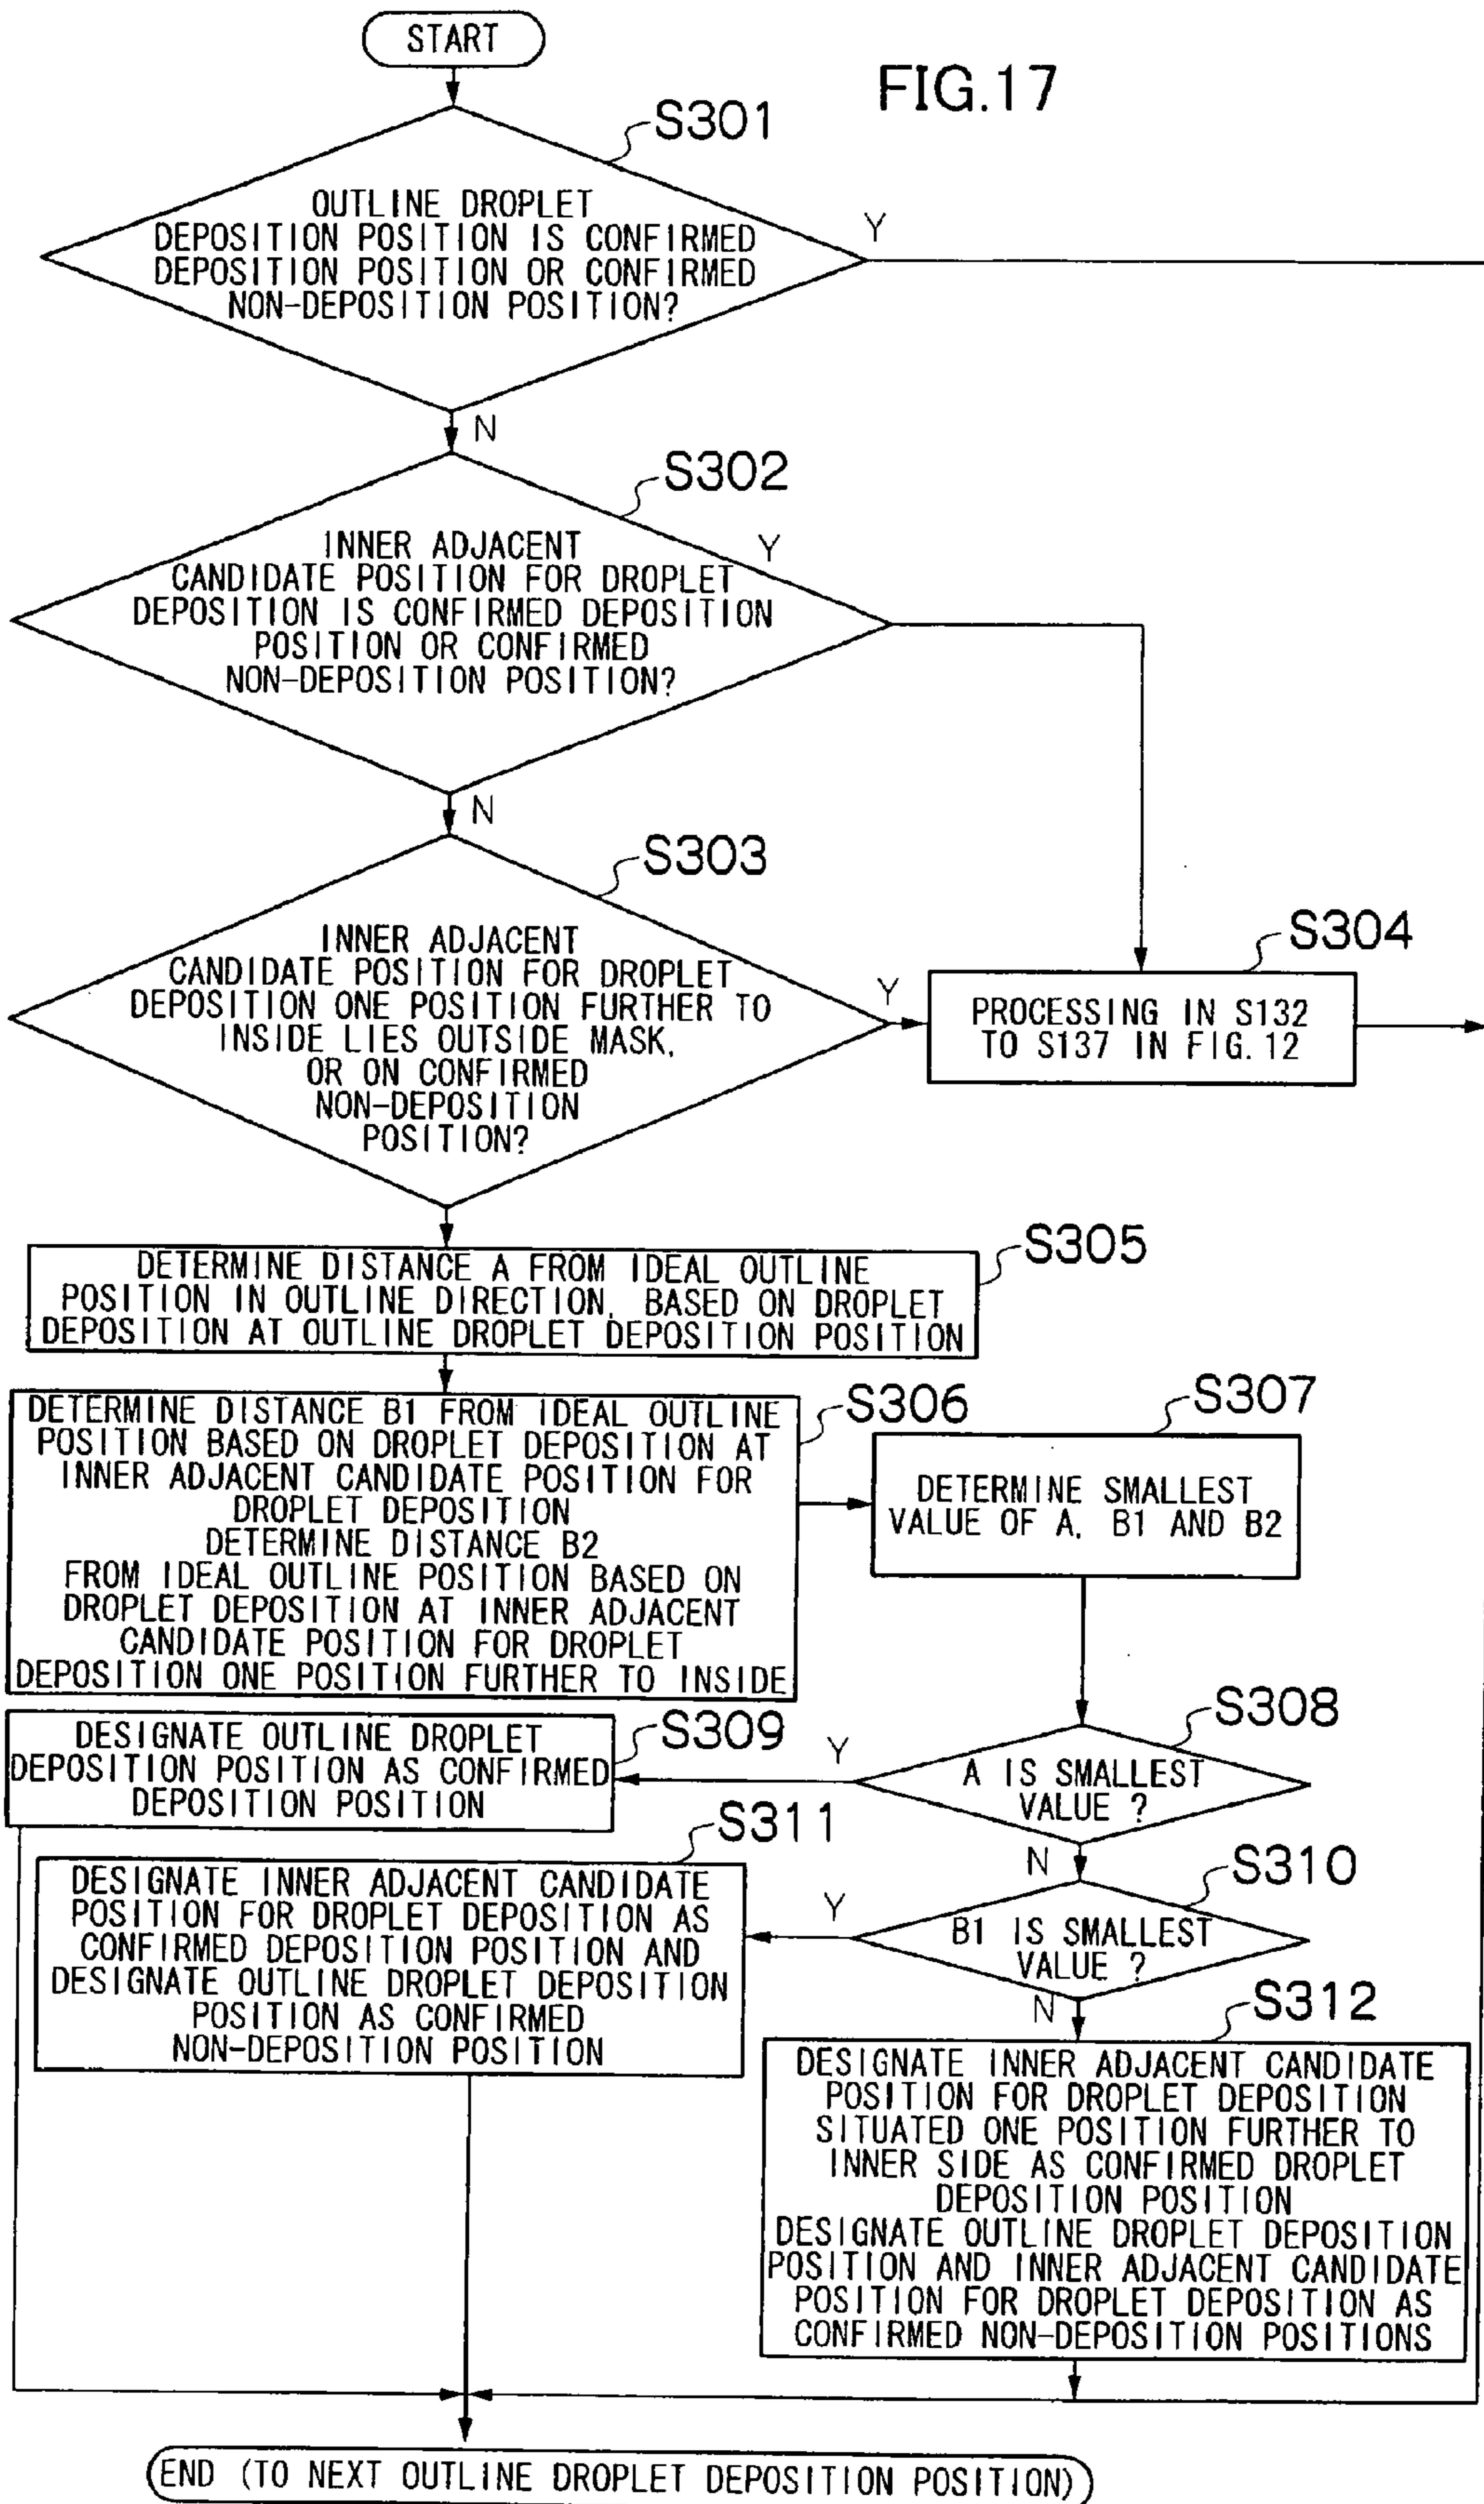 START
FIG.17
S301
OUTLINE DROPLET
DEPOSITION POSITION IS CONFIRMED
DEPOSITION POSITION OR CONFIRMED
NON-DEPOSITION POSITION?
Y
N
S302
INNER ADJACENT
CANDIDATE POSITION FOR DROPLET
DEPOSITION IS CONFIRMED DEPOSITION
POSITION OR CONFIRMED
NON-DEPOSITION POSITION?
Y
N
S303
INNER ADJACENT
CANDIDATE POSITION FOR DROPLET
DEPOSITION ONE POSITION FURTHER TO
INSIDE LIES OUTSIDE MASK,
OR ON CONFIRMED
NON-DEPOSITION
POSITION?
Y
S304
PROCESSING IN S132
TO S137 IN FIG.12
S305
DETERMINE DISTANCE A FROM IDEAL OUTLINE
POSITION IN OUTLINE DIRECTION, BASED ON DROPLET
DEPOSITION AT OUTLINE DROPLET DEPOSITION POSITION
S306
DETERMINE DISTANCE B1 FROM IDEAL OUTLINE
POSITION BASED ON DROPLET DEPOSITION AT
INNER ADJACENT CANDIDATE POSITION FOR
DROPLET DEPOSITION
DETERMINE DISTANCE B2
FROM IDEAL OUTLINE POSITION BASED ON
DROPLET DEPOSITION AT INNER ADJACENT
CANDIDATE POSITION FOR DROPLET
DEPOSITION ONE POSITION FURTHER TO INSIDE
S307
DETERMINE SMALLEST
VALUE OF A, B1 AND B2
S308
A IS SMALLEST
VALUE ?
Y
N
S309
DESIGNATE OUTLINE DROPLET
DEPOSITION POSITION AS CONFIRMED
DEPOSITION POSITION
S310
B1 IS SMALLEST
VALUE ?
Y
N
S311
DESIGNATE INNER ADJACENT CANDIDATE
POSITION FOR DROPLET DEPOSITION AS
CONFIRMED DEPOSITION POSITION AND
DESIGNATE OUTLINE DROPLET DEPOSITION
POSITION AS CONFIRMED
NON-DEPOSITION POSITION
S312
DESIGNATE INNER ADJACENT CANDIDATE
POSITION FOR DROPLET DEPOSITION
SITUATED ONE POSITION FURTHER TO
INNER SIDE AS CONFIRMED DROPLET
DEPOSITION POSITION
DESIGNATE OUTLINE DROPLET DEPOSITION
POSITION AND INNER ADJACENT CANDIDATE
POSITION FOR DROPLET DEPOSITION AS
CONFIRMED NON-DEPOSITION POSITIONS
END (TO NEXT OUTLINE DROPLET DEPOSITION POSITION)